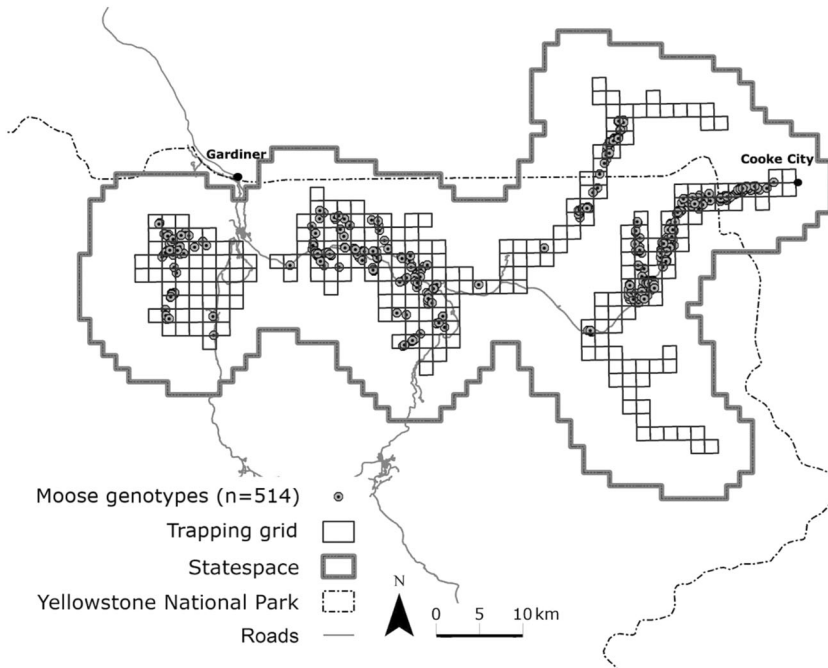 Gardiner
Cooke City
Moose genotypes (n=514)
Trapping grid
Statespace
Yellowstone National Park
Roads
N
0 5 10 km